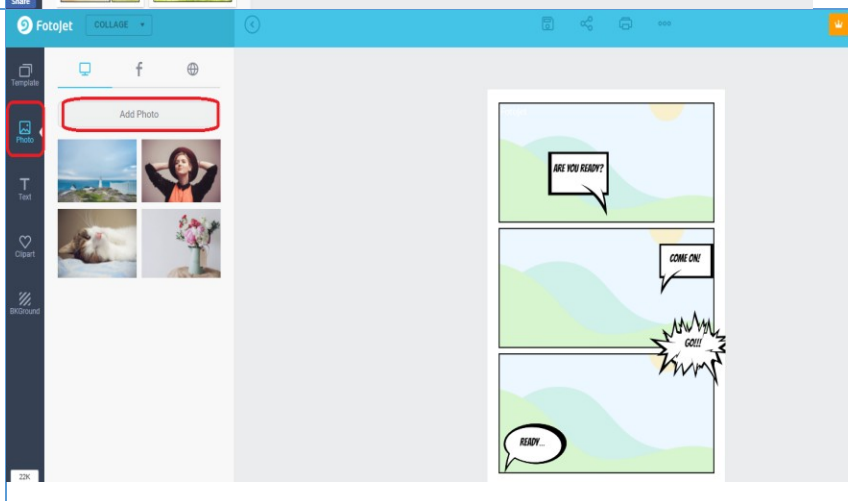 Share
FotoJet COLLAGE
Template
Photo
Text
Clipart
BKGround
22K
Add Photo
ARE YOU READY?
COME ON!
GO!!!
READY...